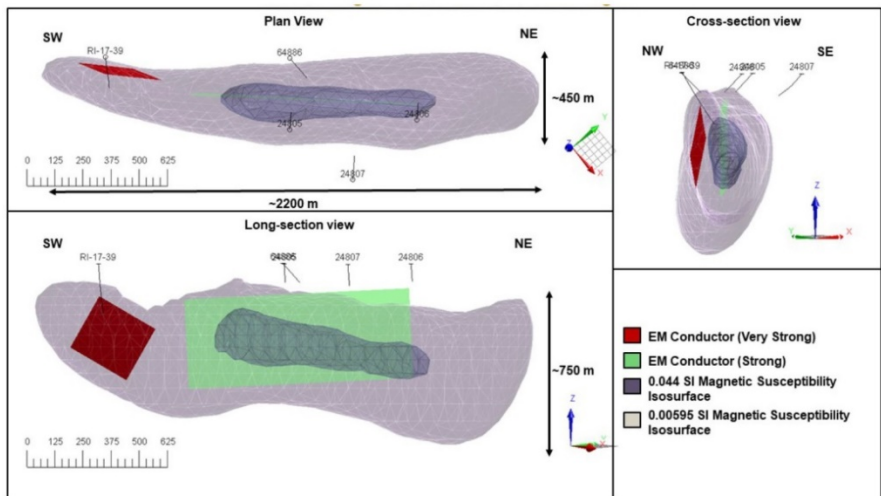 Plan View
SW
NE
RI-17-39
64886
24805
24806
24807
~450 m
Z
Y
X
0 125 250 375 500 625
~2200 m
Long-section view
SW
NE
RI-17-39
24805
24807
24806
~750 m
Z
0 125 250 375 500 625
Cross-section view
NW
SE
24805
24807
Z
Y
X
EM Conductor (Very Strong)
EM Conductor (Strong)
0.044 SI Magnetic Susceptibility
Isosurface
0.00595 SI Magnetic Susceptibility
Isosurface